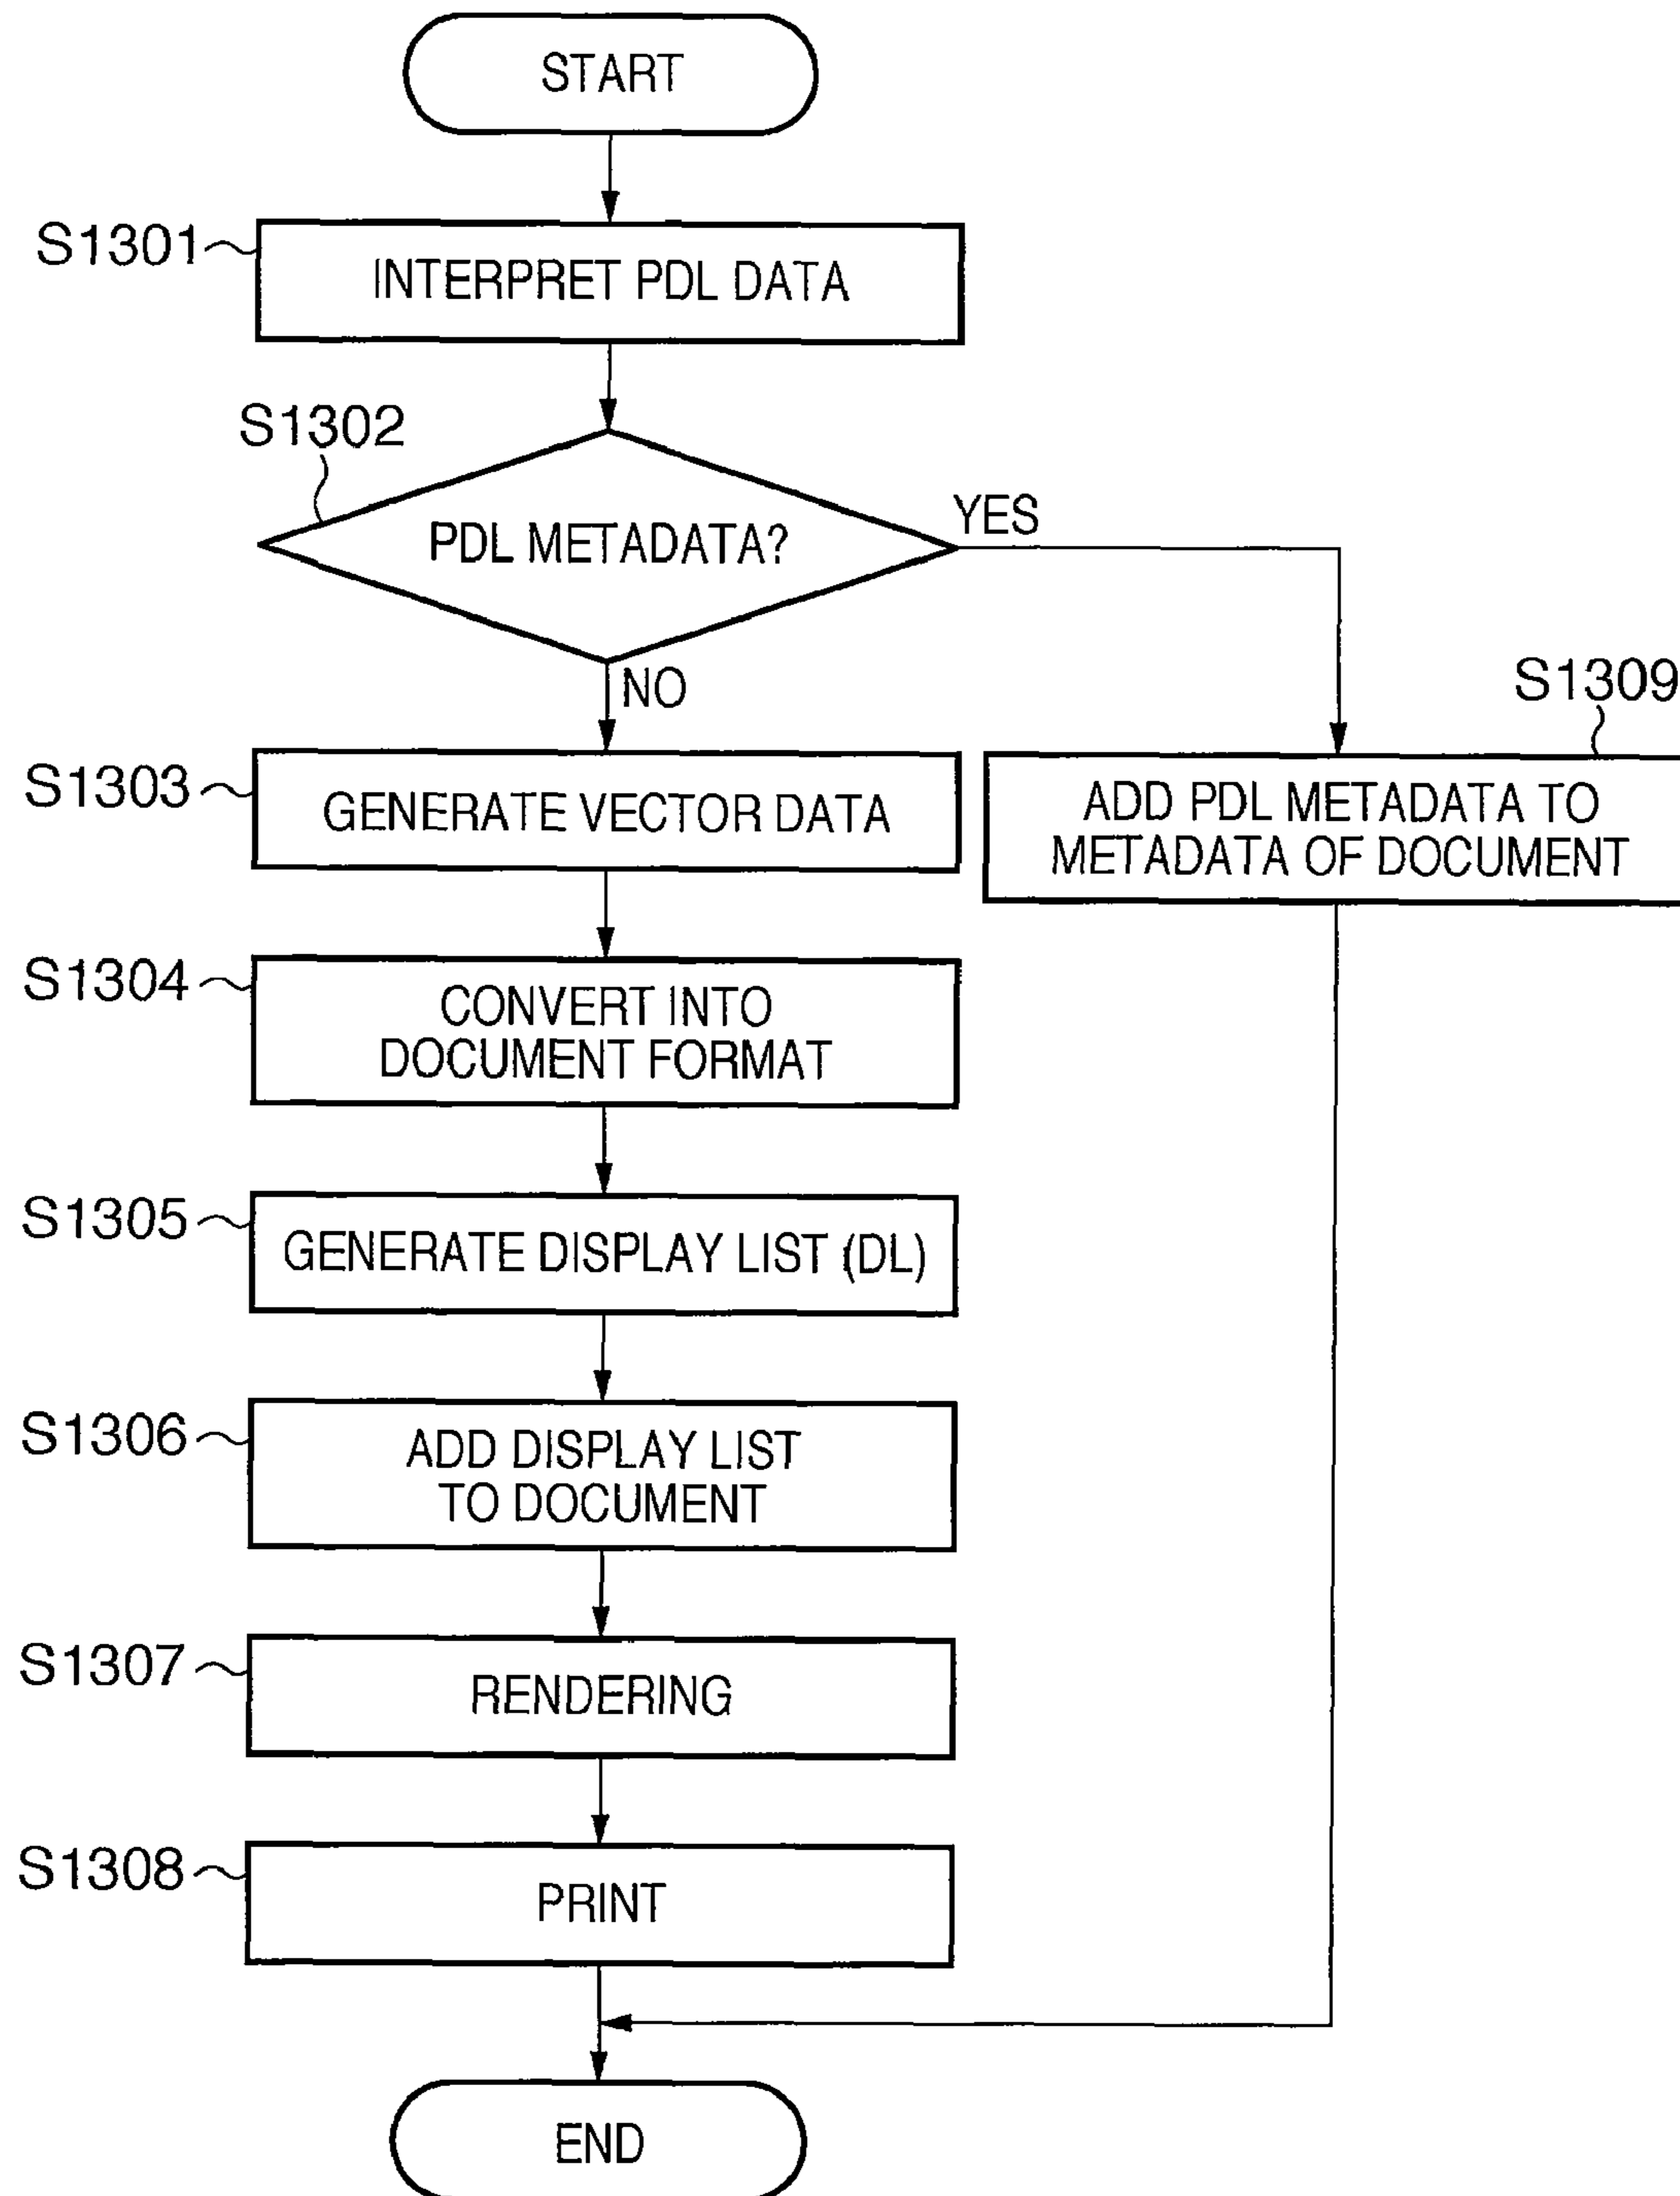 START
S1301
INTERPRET PDL DATA
S1302
PDL METADATA?
YES
NO
S1309
S1303
GENERATE VECTOR DATA
ADD PDL METADATA TO
METADATA OF DOCUMENT
S1304
CONVERT INTO
DOCUMENT FORMAT
S1305
GENERATE DISPLAY LIST (DL)
S1306
ADD DISPLAY LIST
TO DOCUMENT
S1307
RENDERING
S1308
PRINT
END